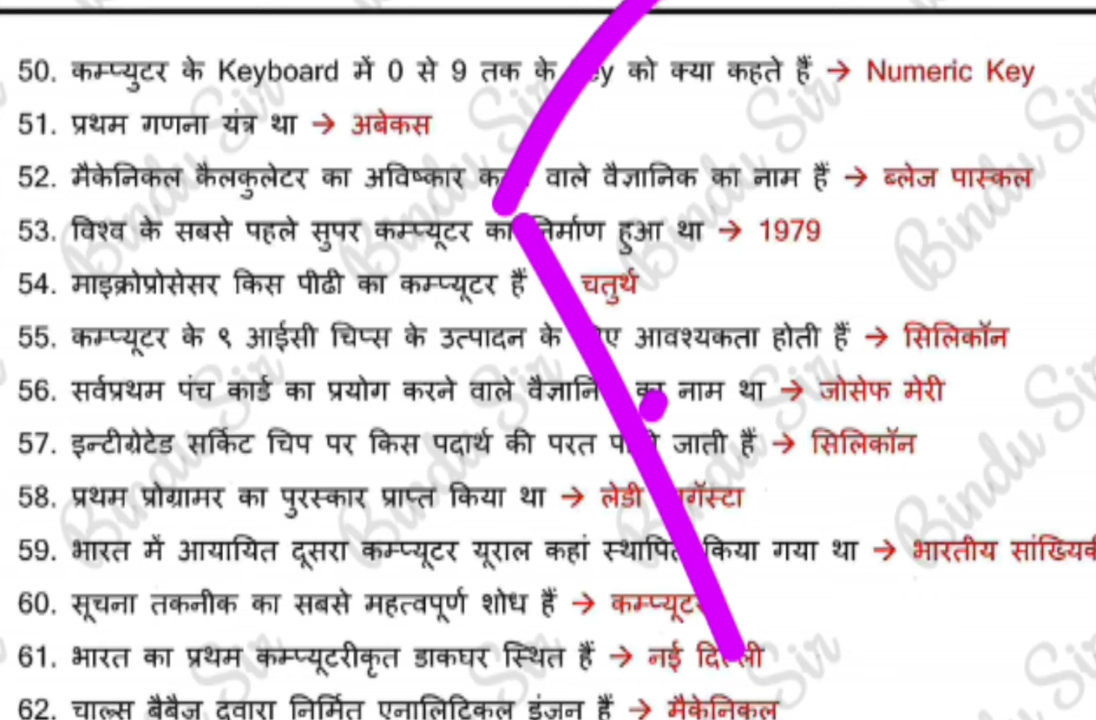 50. कम्प्युटर के Keyboard में 0 से 9 तक के को क्या कहते हैं → Numeric Key
51. प्रथम गणना यंत्र था → अबेकस
52. मैकेनिकल कैलकुलेटर का अविष्कार वाले वैज्ञानिक का नाम हैं → ब्लेज पास्कल
53. विश्व के सबसे पहले सुपर कम्प्यूटर का निर्माण हुआ था → 1979
54. माइक्रोप्रोसेसर किस पीढी का कम्प्यूटर हैं चतुर्थ
55. कम्प्यूटर के ९ आईसी चिप्स के उत्पादन के आवश्यकता होती हैं → सिलिकॉन
56. सर्वप्रथम पंच कार्ड का प्रयोग करने वाले का नाम था → जोसेफ मेरी
57. इन्टीग्रेटेड सर्किट चिप पर किस पदार्थ की परत जाती हैं → सिलिकॉन
58. प्रथम प्रोग्रामर का पुरस्कार प्राप्त किया था → लेडी
59. भारत में आयायित दूसरा कम्प्यूटर यूराल कहां स्थापित किया गया था → भारतीय
60. सूचना तकनीक का सबसे महत्वपूर्ण शोध हैं → कम्प्यूटर
61. भारत का प्रथम कम्प्यूटरीकृत डाकघर स्थित हैं → नई दिल्ली
62. चार्ल्स बैबैज दवारा निर्मित एनालिटिकल इंजन हैं → मैकेनिकल
Bindu Sir